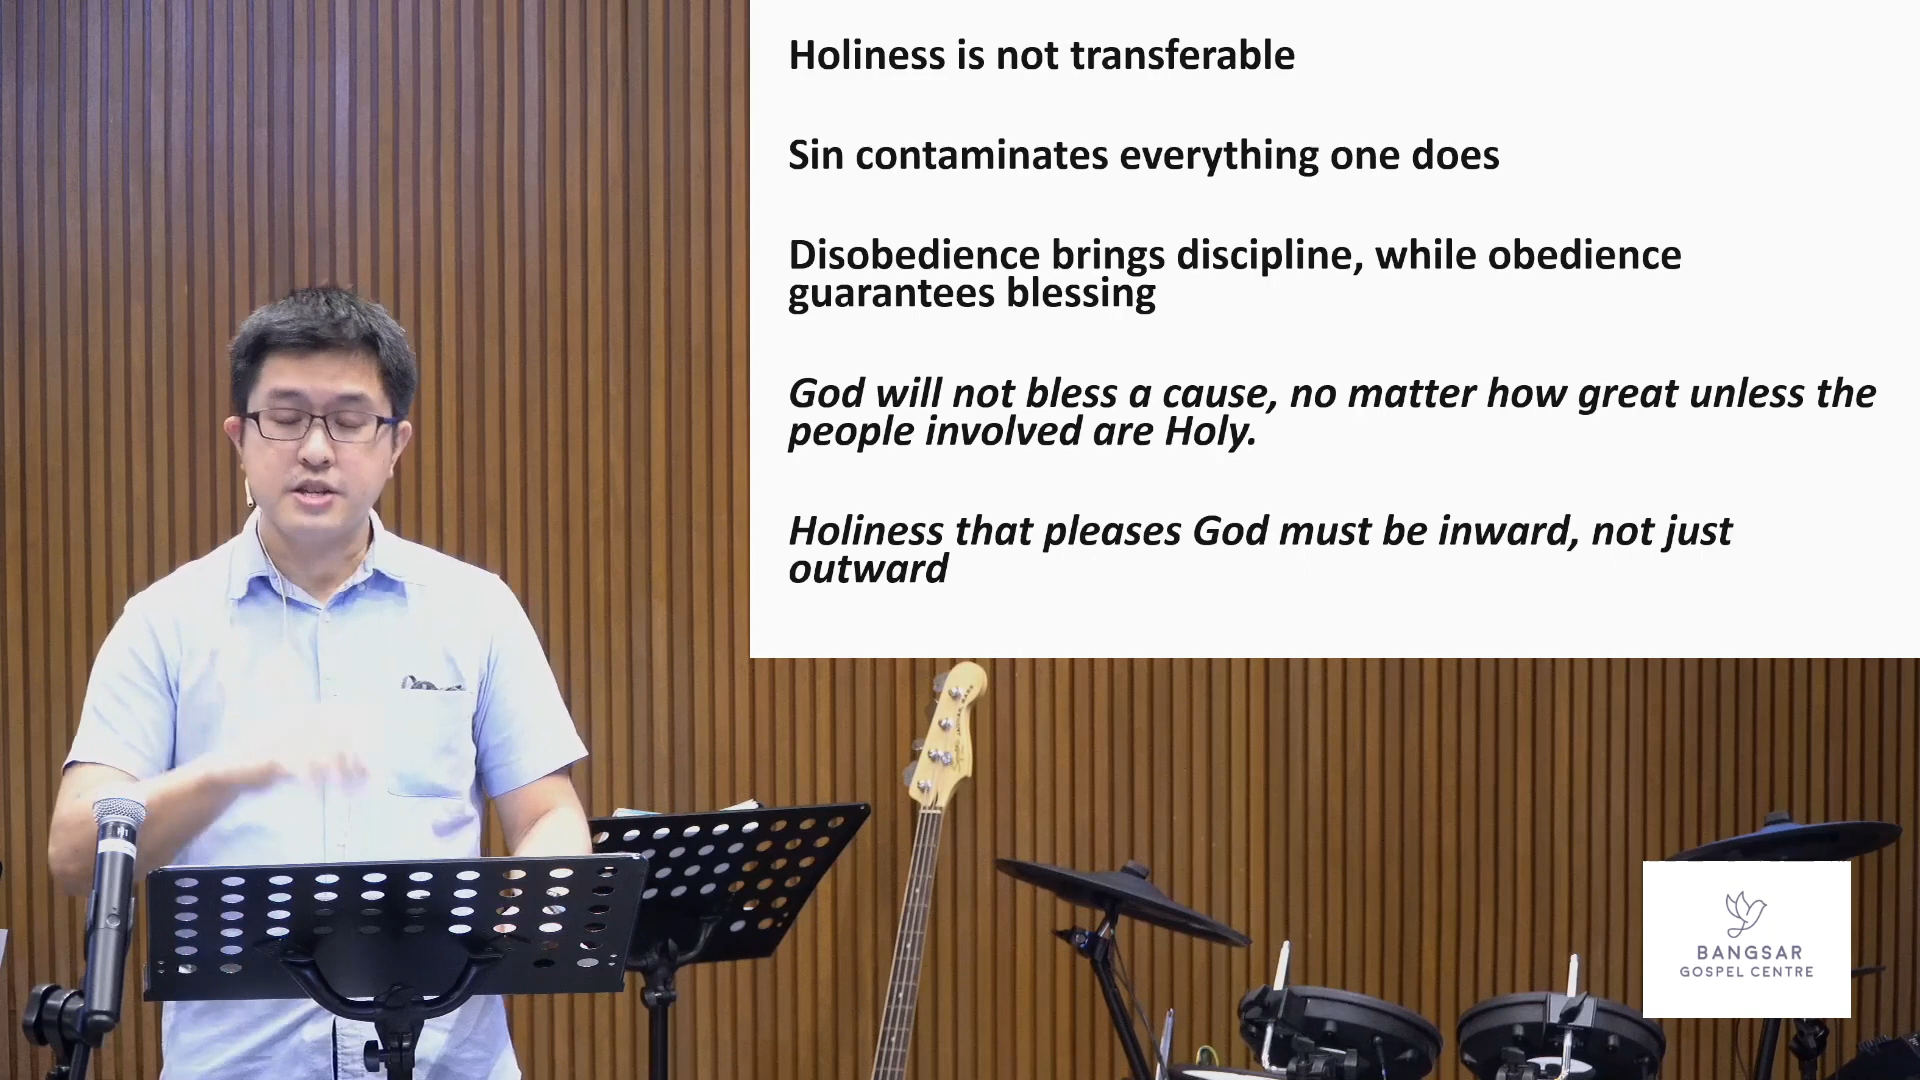 Holiness is not transferable
Sin contaminates everything one does
Disobedience brings discipline, while obedience
guarantees blessing
God will not bless a cause, no matter how great unless the
people involved are Holy.
Holiness that pleases God must be inward, not just
outward
BANGSAR
GOSPEL CENTRE